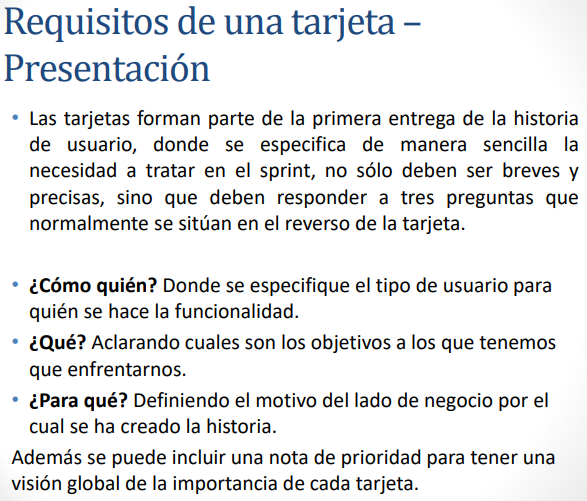 Requisitos de una tarjeta –
Presentación
• Las tarjetas forman parte de la primera entrega de la historia
de usuario, donde se especifica de manera sencilla la
necesidad a tratar en el sprint, no sólo deben ser breves y
precisas, sino que deben responder a tres preguntas que
normalmente se sitúan en el reverso de la tarjeta.
• ¿Cómo quién? Donde se especifique el tipo de usuario para
quién se hace la funcionalidad.
• ¿Qué? Aclarando cuales son los objetivos a los que tenemos
que enfrentarnos.
• ¿Para qué? Definiendo el motivo del lado de negocio por el
cual se ha creado la historia.
Además se puede incluir una nota de prioridad para tener una
visión global de la importancia de cada tarjeta.